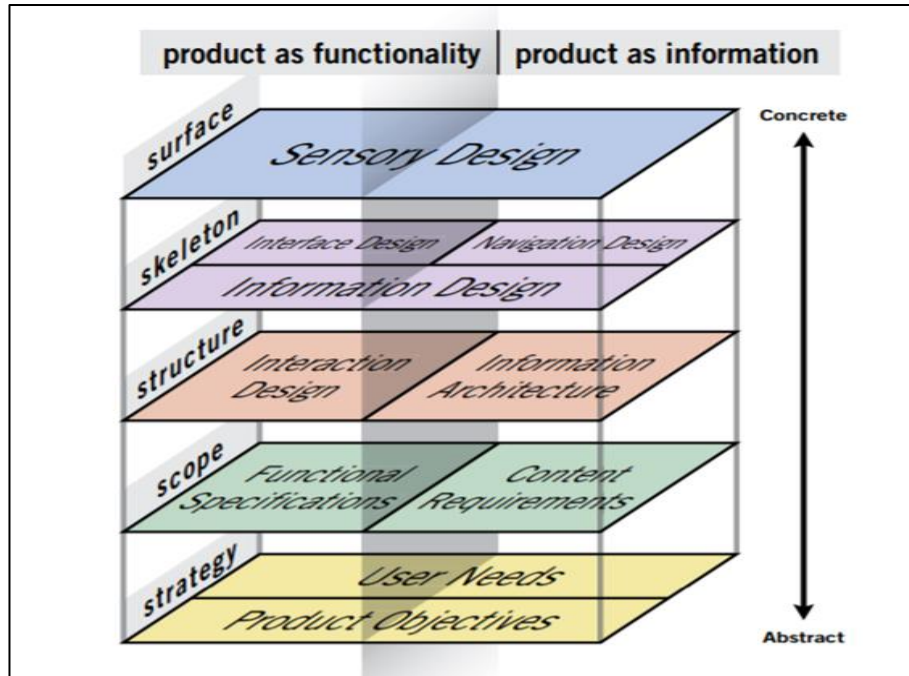 product as functionality | product as information
Concrete
surface
Sensory Design
skeleton
Interface Design
Navigation Design
Information Design
structure
Interaction
Design
Information
Architecture
scope
Functional
Specifications
Content
Requirements
strategy
User Needs
Product Objectives
Abstract